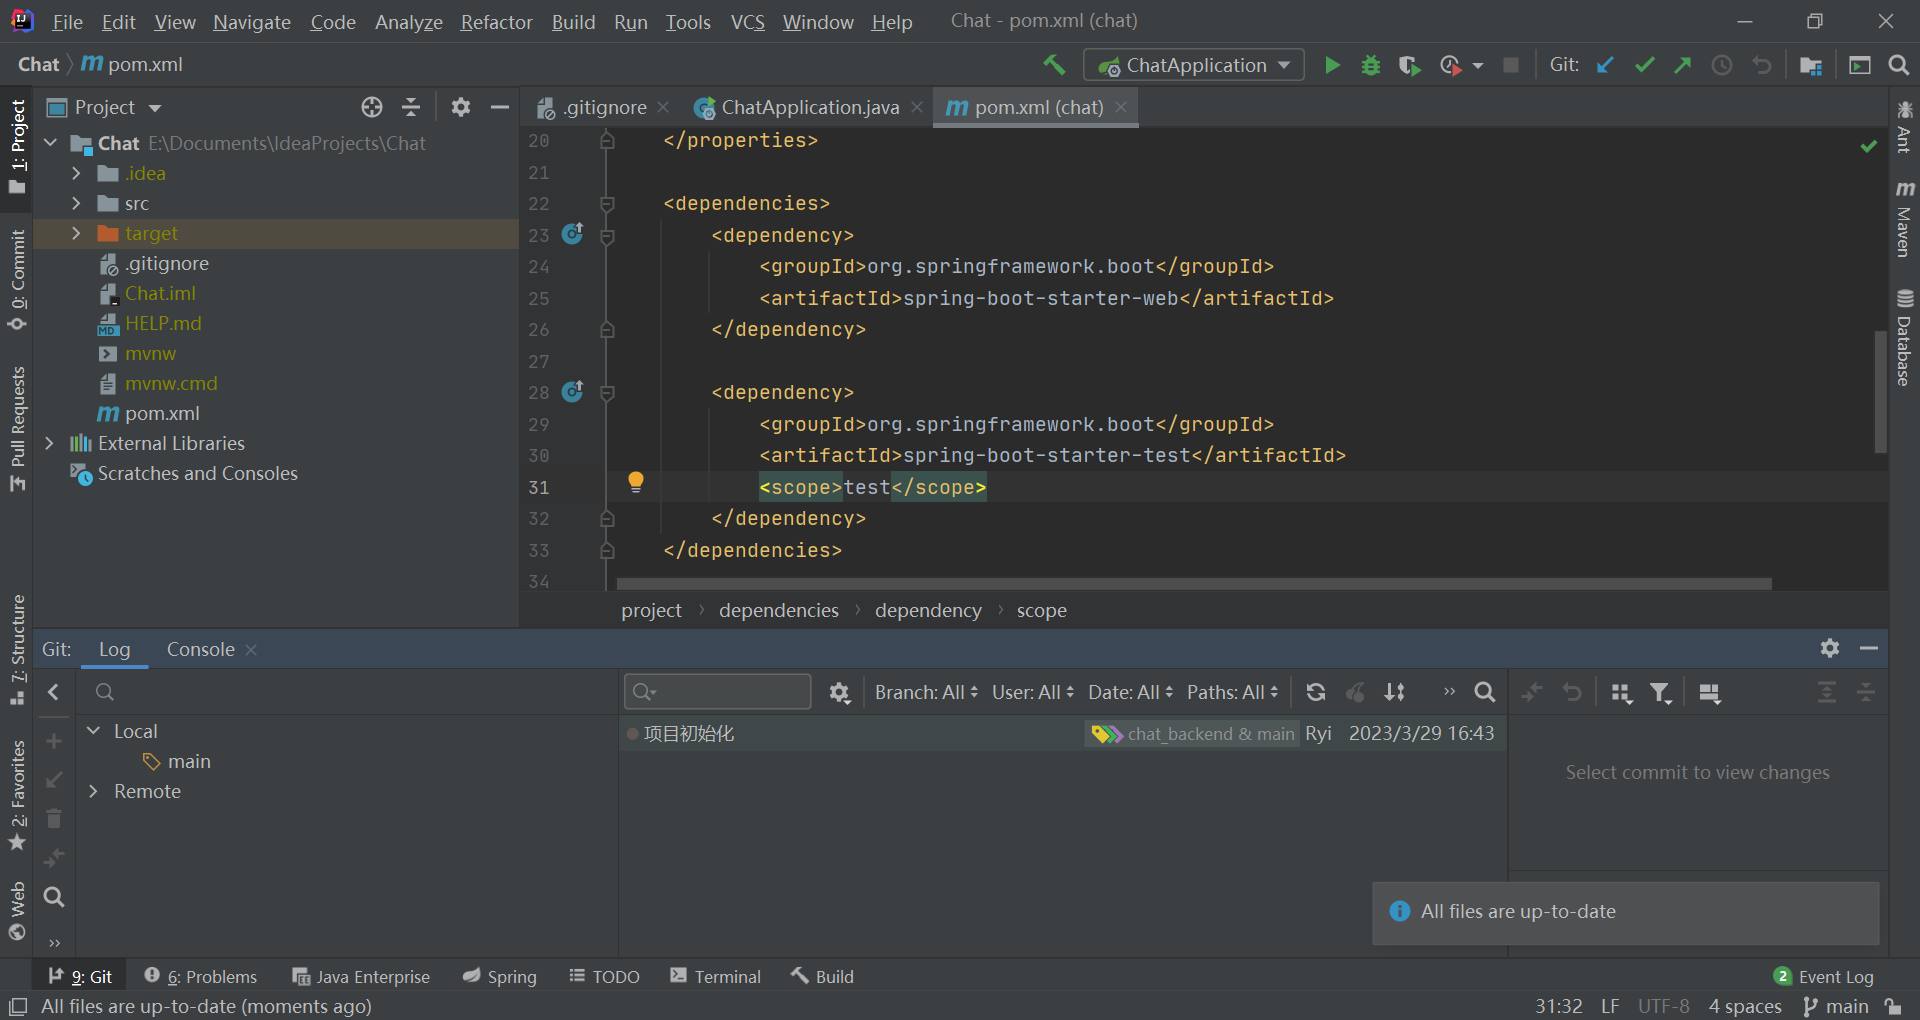 File Edit View Navigate Code Analyze Refactor Build Run Tools VCS Window Help Chat - pom.xml (chat)
Chat pom.xml ChatApplication Git:
Project .gitignore ChatApplication.java pom.xml (chat)
1: Project
0: Commit
Pull Requests
7: Structure
2: Favorites
Web
Chat E:\Documents\IdeaProjects\Chat
.idea
src
target
.gitignore
Chat.iml
HELP.md
mvnw
mvnw.cmd
pom.xml
External Libraries
Scratches and Consoles
20 </properties>
21
22 <dependencies>
23 <dependency>
24 <groupId>org.springframework.boot</groupId>
25 <artifactId>spring-boot-starter-web</artifactId>
26 </dependency>
27
28 <dependency>
29 <groupId>org.springframework.boot</groupId>
30 <artifactId>spring-boot-starter-test</artifactId>
31 <scope>test</scope>
32 </dependency>
33 </dependencies>
34
project dependencies dependency scope
Ant
Maven
Database
Git: Log Console
Branch: All User: All Date: All Paths: All
Local
main
Remote
项目初始化 chat_backend & main Ryi 2023/3/29 16:43
Select commit to view changes
All files are up-to-date
9: Git 6: Problems Java Enterprise Spring TODO Terminal Build 2 Event Log
All files are up-to-date (moments ago) 31:32 LF UTF-8 4 spaces main